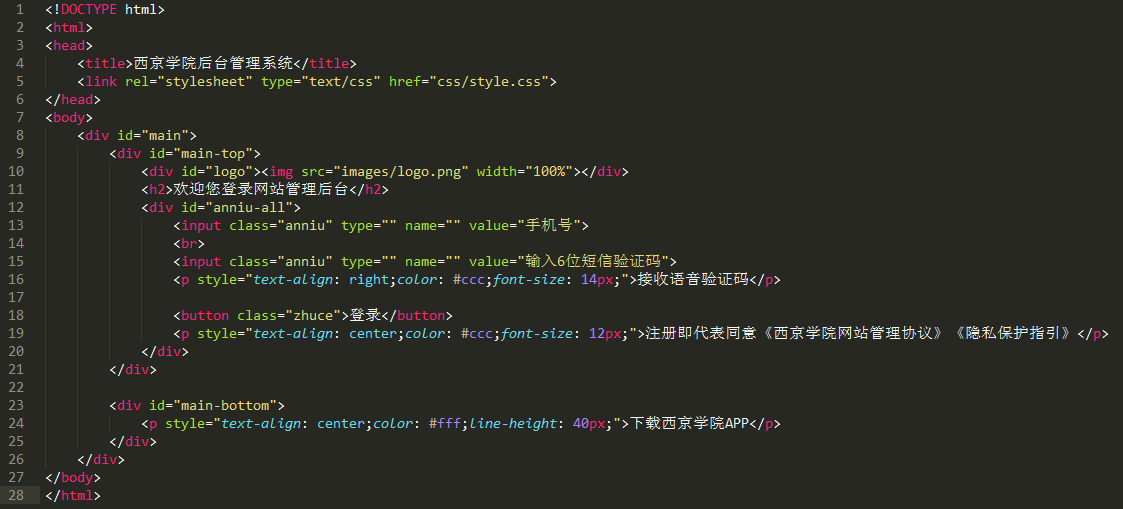 1 <!DOCTYPE html>
2 <html>
3 <head>
4 <title>西京学院后台管理系统</title>
5 <link rel="stylesheet" type="text/css" href="css/style.css">
6 </head>
7 <body>
8 <div id="main">
9 <div id="main-top">
10 <div id="logo"><img src="images/logo.png" width="100%"></div>
11 <h2>欢迎您登录网站管理后台</h2>
12 <div id="anniu-all">
13 <input class="anniu" type="" name="" value="手机号">
14 <br>
15 <input class="anniu" type="" name="" value="输入6位短信验证码">
16 <p style="text-align: right;color: #ccc;font-size: 14px;">接收语音验证码</p>
17
18 <button class="zhuce">登录</button>
19 <p style="text-align: center;color: #ccc;font-size: 12px;">注册即代表同意《西京学院网站管理协议》《隐私保护指引》</p>
20 </div>
21 </div>
22
23 <div id="main-bottom">
24 <p style="text-align: center;color: #fff;line-height: 40px;">下载西京学院APP</p>
25 </div>
26 </div>
27 </body>
28 </html>